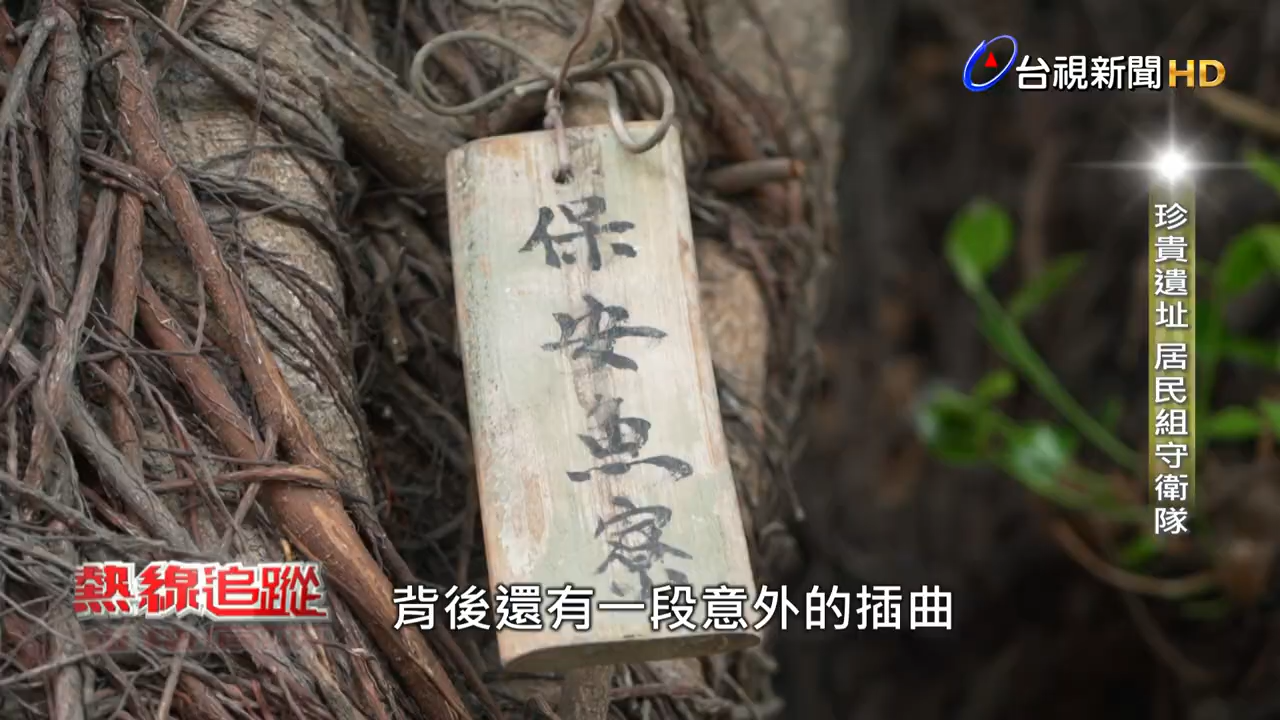 台視新聞HD
珍貴遺址 居民組守衛隊
保安魚寮
熱線追蹤
背後還有一段意外的插曲